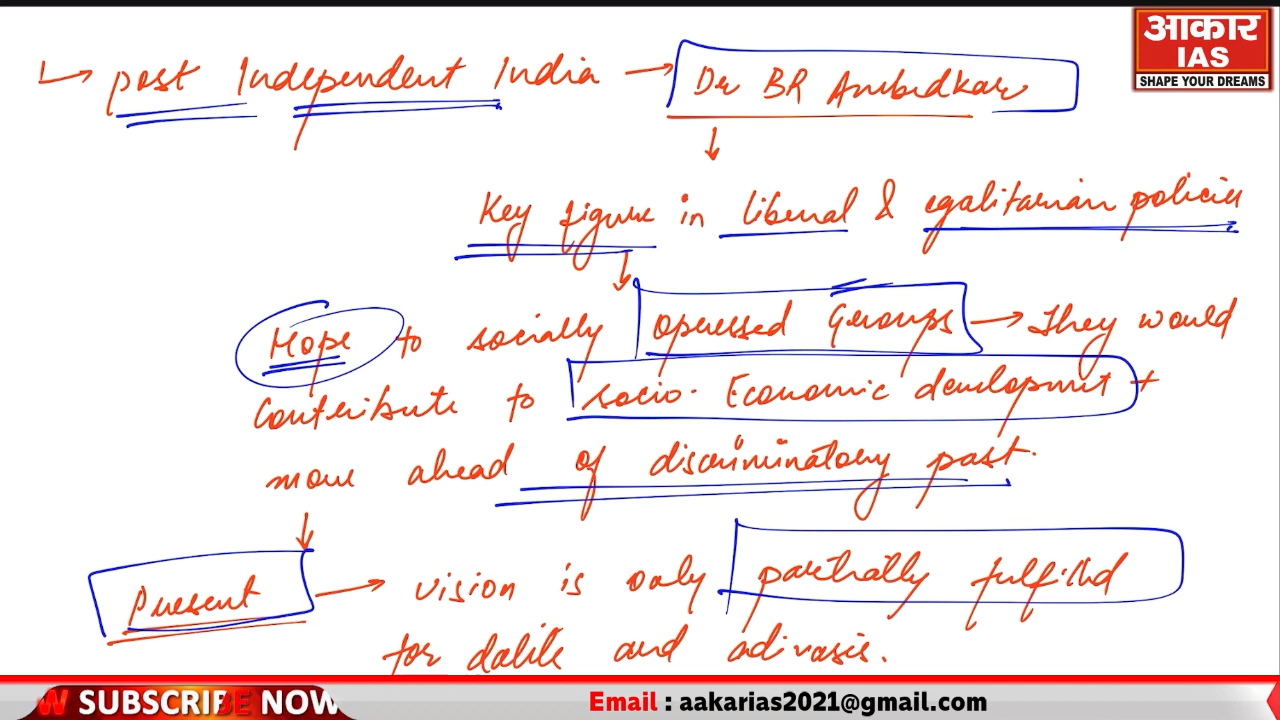 आकार
IAS
SHAPE YOUR DREAMS
↳ post Independent India → Dr BR Ambedkar
↓
Key figure in liberal & egalitarian policies
↓
Hope to socially opressed Groups → They would
contribute to socio-Economic development +
move ahead of discriminatory past.
↓
Present → vision is only partially fulfilled
for dalits and adivasis.
W SUBSCRIBE NOW
Email : aakarias2021@gmail.com